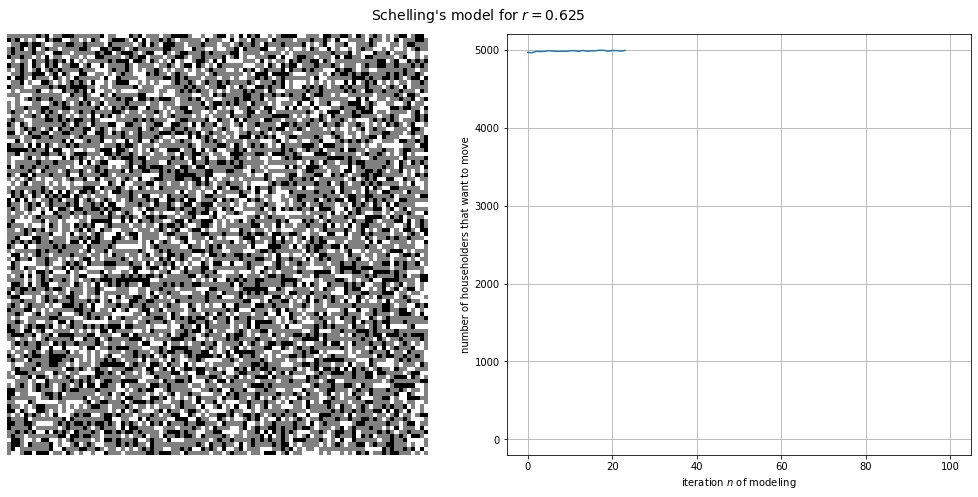 Schelling's model for r = 0.625
number of householders that want to move
5000
4000
3000
2000
1000
0
0 20 40 60 80 100
iteration n of modeling